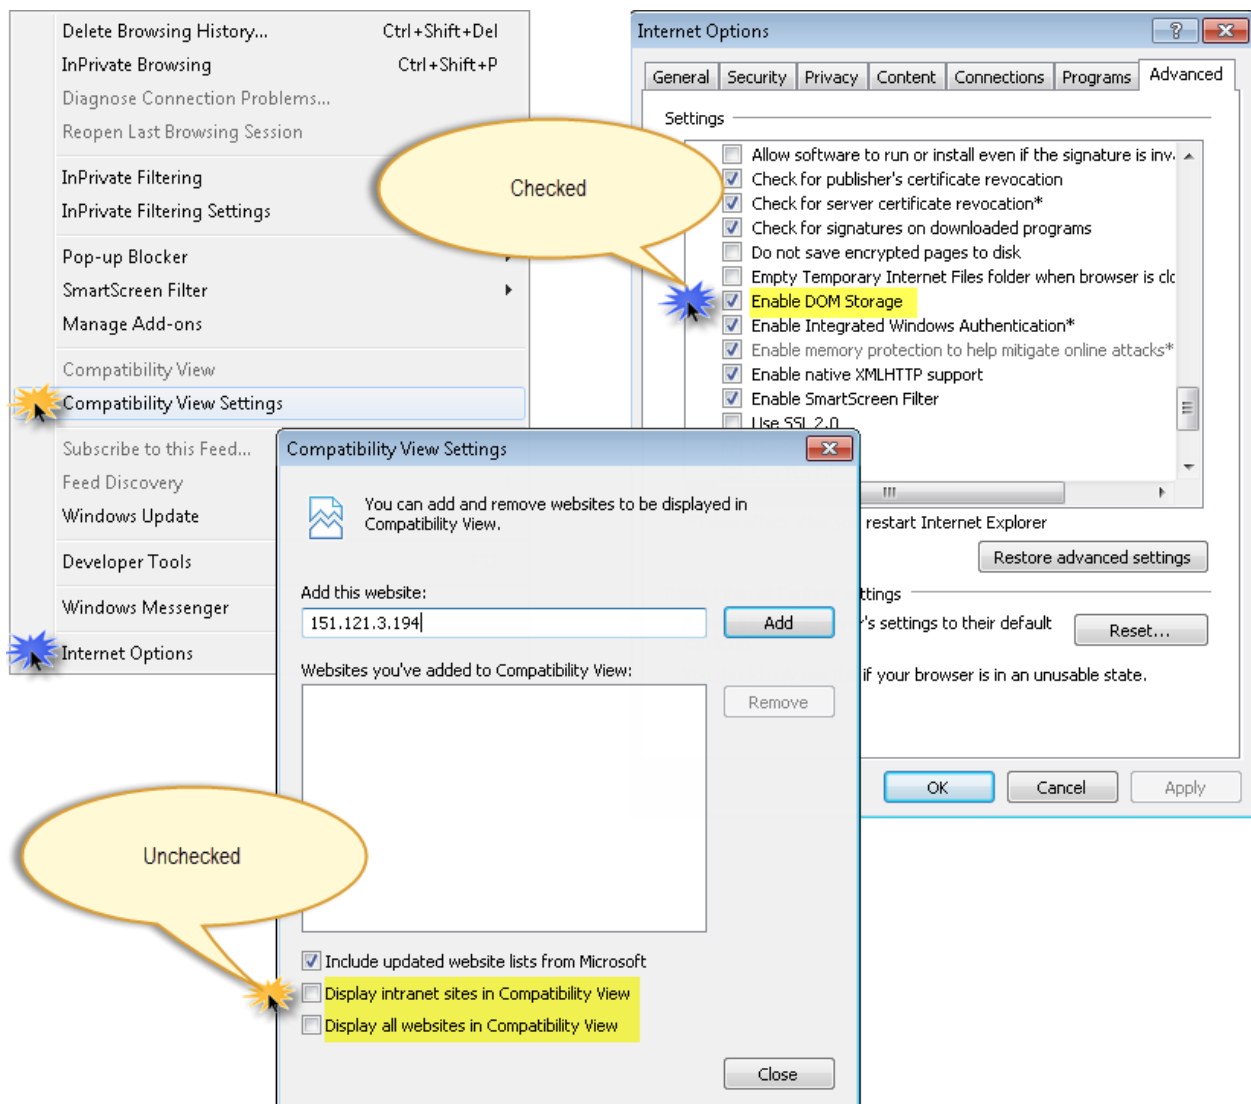 Delete Browsing History... Ctrl+Shift+Del
InPrivate Browsing Ctrl+Shift+P
Diagnose Connection Problems...
Reopen Last Browsing Session
InPrivate Filtering
InPrivate Filtering Settings
Pop-up Blocker
SmartScreen Filter
Manage Add-ons
Compatibility View
Compatibility View Settings
Subscribe to this Feed...
Feed Discovery
Windows Update
Developer Tools
Windows Messenger
Internet Options
Internet Options
General Security Privacy Content Connections Programs Advanced
Settings
Allow software to run or install even if the signature is inv
Check for publisher's certificate revocation
Check for server certificate revocation*
Check for signatures on downloaded programs
Do not save encrypted pages to disk
Empty Temporary Internet Files folder when browser is clo
Enable DOM Storage
Enable Integrated Windows Authentication*
Enable memory protection to help mitigate online attacks*
Enable native XMLHTTP support
Enable SmartScreen Filter
Use SSL 2.0
restart Internet Explorer
Restore advanced settings
ttings
's settings to their default
Reset...
if your browser is in an unusable state.
OK Cancel Apply
Checked
Compatibility View Settings
You can add and remove websites to be displayed in
Compatibility View.
Add this website:
151.121.3.194
Add
Websites you've added to Compatibility View:
Remove
Include updated website lists from Microsoft
Display intranet sites in Compatibility View
Display all websites in Compatibility View
Close
Unchecked